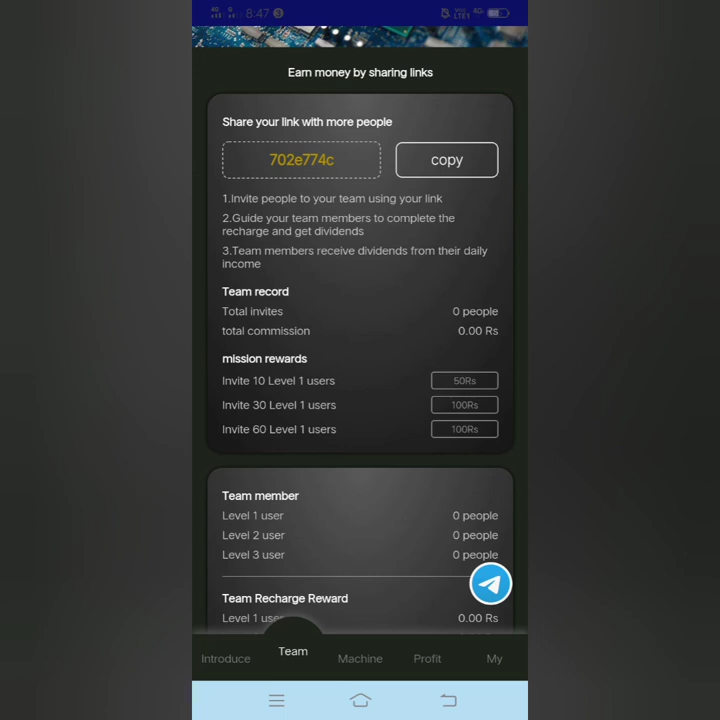 8:47
Earn money by sharing links
Share your link with more people
702e774c copy
1.Invite people to your team using your link
2.Guide your team members to complete the
recharge and get dividends
3.Team members receive dividends from their daily
income
Team record
Total invites 0 people
total commission 0.00 Rs
mission rewards
Invite 10 Level 1 users 50Rs
Invite 30 Level 1 users 100Rs
Invite 60 Level 1 users 100Rs
Team member
Level 1 user 0 people
Level 2 user 0 people
Level 3 user 0 people
Team Recharge Reward
Level 1 user 0.00 Rs
Introduce Team Machine Profit My